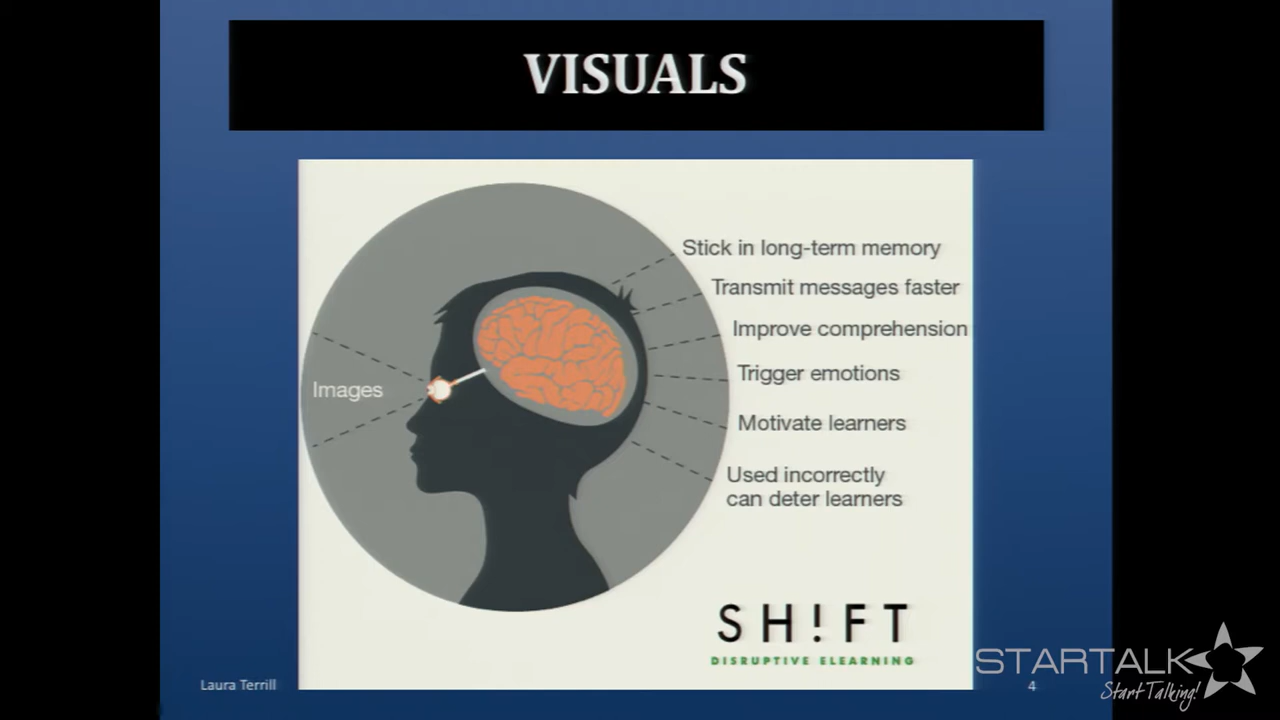 VISUALS
Stick in long-term memory
Transmit messages faster
Improve comprehension
Trigger emotions
Images
Motivate learners
Used incorrectly
can deter learners
SH!FT
DISRUPTIVE ELEARNING
Laura Terrill
4
STARTALK
Start Talking!